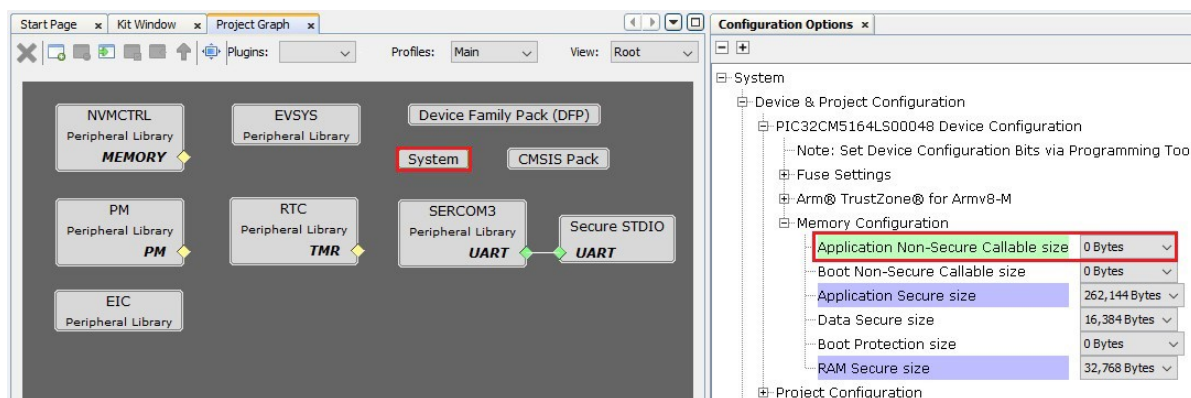 Start Page x Kit Window x Project Graph x
Plugins: Profiles: Main View: Root
NVMCTRL
Peripheral Library
MEMORY
EVSYS
Peripheral Library
Device Family Pack (DFP)
System
CMSIS Pack
PM
Peripheral Library
PM
RTC
Peripheral Library
TMR
SERCOM3
Peripheral Library
UART
Secure STDIO
UART
EIC
Peripheral Library
Configuration Options x
System
Device & Project Configuration
PIC32CM5164LS00048 Device Configuration
Note: Set Device Configuration Bits via Programming Too
Fuse Settings
Arm® TrustZone® for Armv8-M
Memory Configuration
Application Non-Secure Callable size 0 Bytes
Boot Non-Secure Callable size 0 Bytes
Application Secure size 262,144 Bytes
Data Secure size 16,384 Bytes
Boot Protection size 0 Bytes
RAM Secure size 32,768 Bytes
Project Configuration